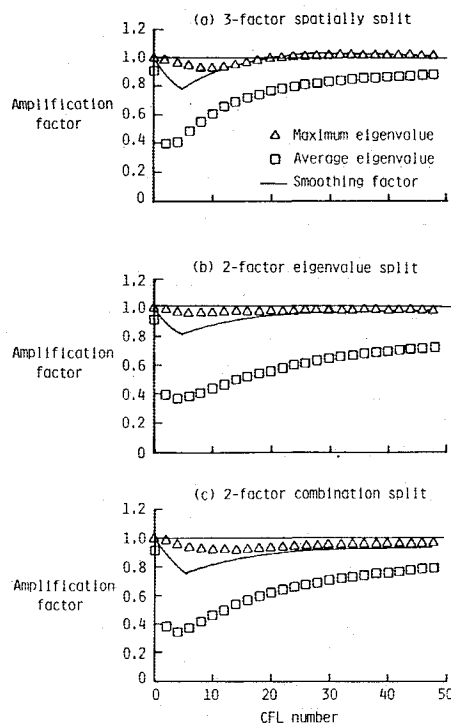 (a) 3-factor spatially split
1.2
1.0
0.8
Amplification
factor
0.6
0.4
0.2
0
△ Maximum eigenvalue
□ Average eigenvalue
— Smoothing factor
(b) 2-factor eigenvalue split
1.2
1.0
0.8
Amplification
factor
0.6
0.4
0.2
0
(c) 2-factor combination split
1.2
1.0
0.8
Amplification
factor
0.6
0.4
0.2
0
0 10 20 30 40 50
CFL number